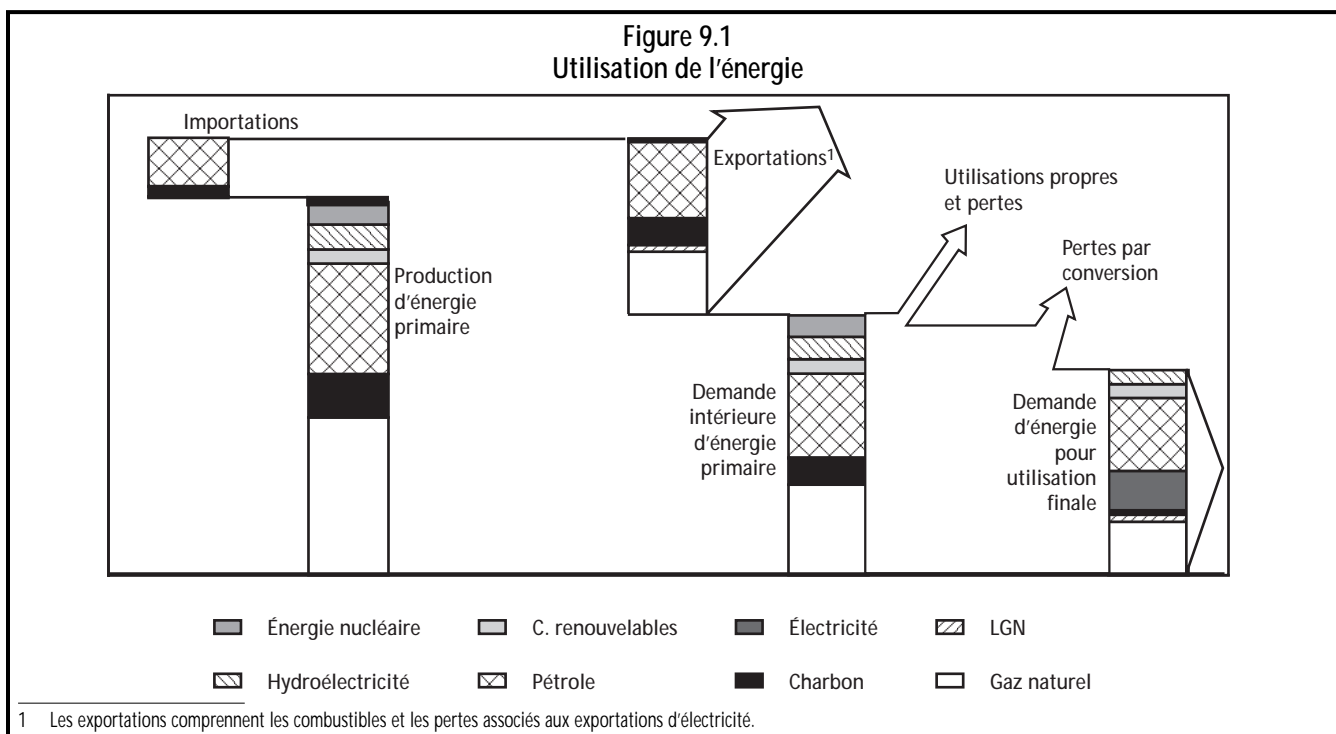 Figure 9.1
Utilisation de l'énergie
Importations
Exportations¹
Utilisations propres
et pertes
Pertes par
conversion
Production
d'énergie
primaire
Demande
intérieure
d'énergie
primaire
Demande
d'énergie
pour
utilisation
finale
Énergie nucléaire
C. renouvelables
Électricité
LGN
Hydroélectricité
Pétrole
Charbon
Gaz naturel
1 Les exportations comprennent les combustibles et les pertes associés aux exportations d'électricité.